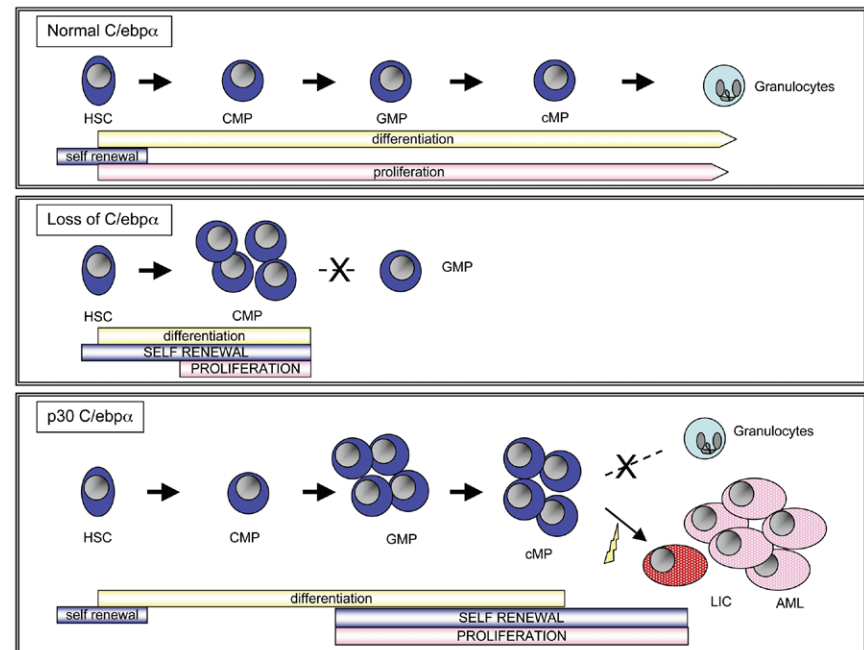 Normal C/ebpα
HSC
CMP
GMP
cMP
Granulocytes
differentiation
self renewal
proliferation
Loss of C/ebpα
HSC
CMP
X
GMP
differentiation
SELF RENEWAL
PROLIFERATION
p30 C/ebpα
Granulocytes
X
HSC
CMP
GMP
cMP
LIC
AML
differentiation
self renewal
SELF RENEWAL
PROLIFERATION